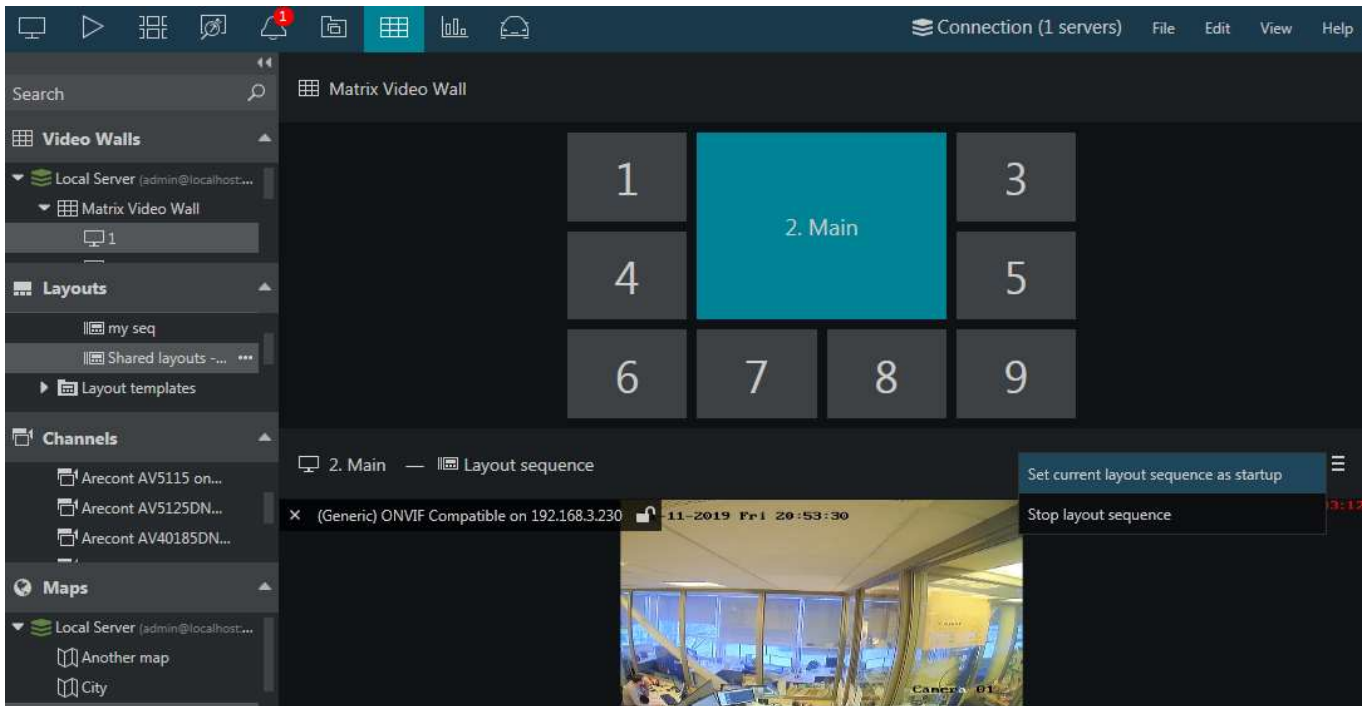 1
Connection (1 servers) File Edit View Help
Search
Matrix Video Wall
Video Walls
Local Server (admin@localhost:...
Matrix Video Wall
1
1 2. Main 3
4 5
6 7 8 9
Layouts
my seq
Shared layouts -... •••
Layout templates
Channels
Arecont AV5115 on...
Arecont AV5125DN...
Arecont AV40185DN...
2. Main — Layout sequence
Set current layout sequence as startup
Stop layout sequence
× (Generic) ONVIF Compatible on 192.168.3.230 -11-2019 Fri 20:53:30
Camera 01
Maps
Local Server (admin@localhost:...
Another map
City